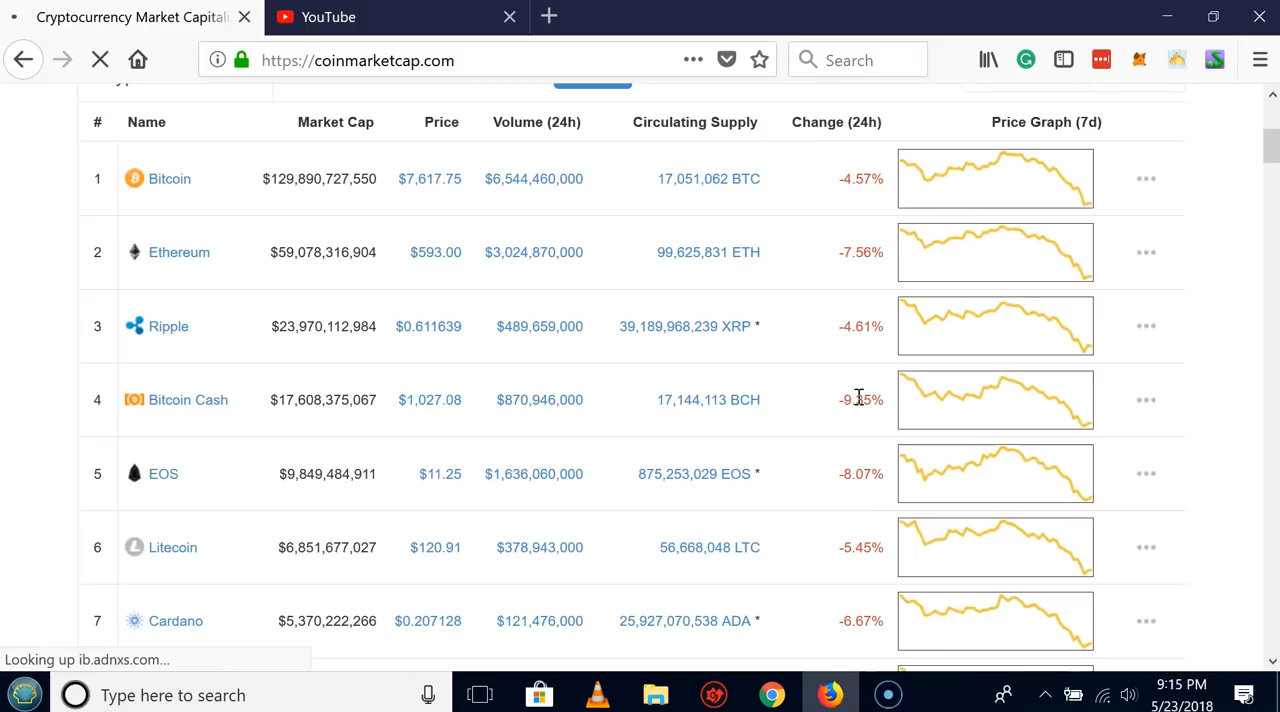 Cryptocurrency Market Capitali
YouTube
https://coinmarketcap.com
Search
# Name Market Cap Price Volume (24h) Circulating Supply Change (24h) Price Graph (7d)
1 Bitcoin $129,890,727,550 $7,617.75 $6,544,460,000 17,051,062 BTC -4.57%
2 Ethereum $59,078,316,904 $593.00 $3,024,870,000 99,625,831 ETH -7.56%
3 Ripple $23,970,112,984 $0.611639 $489,659,000 39,189,968,239 XRP * -4.61%
4 Bitcoin Cash $17,608,375,067 $1,027.08 $870,946,000 17,144,113 BCH
5 EOS $9,849,484,911 $11.25 $1,636,060,000 875,253,029 EOS * -8.07%
6 Litecoin $6,851,677,027 $120.91 $378,943,000 56,668,048 LTC -5.45%
7 Cardano $5,370,222,266 $0.207128 $121,476,000 25,927,070,538 ADA * -6.67%
Looking up ib.adnxs.com...
Type here to search
9:15 PM
5/23/2018